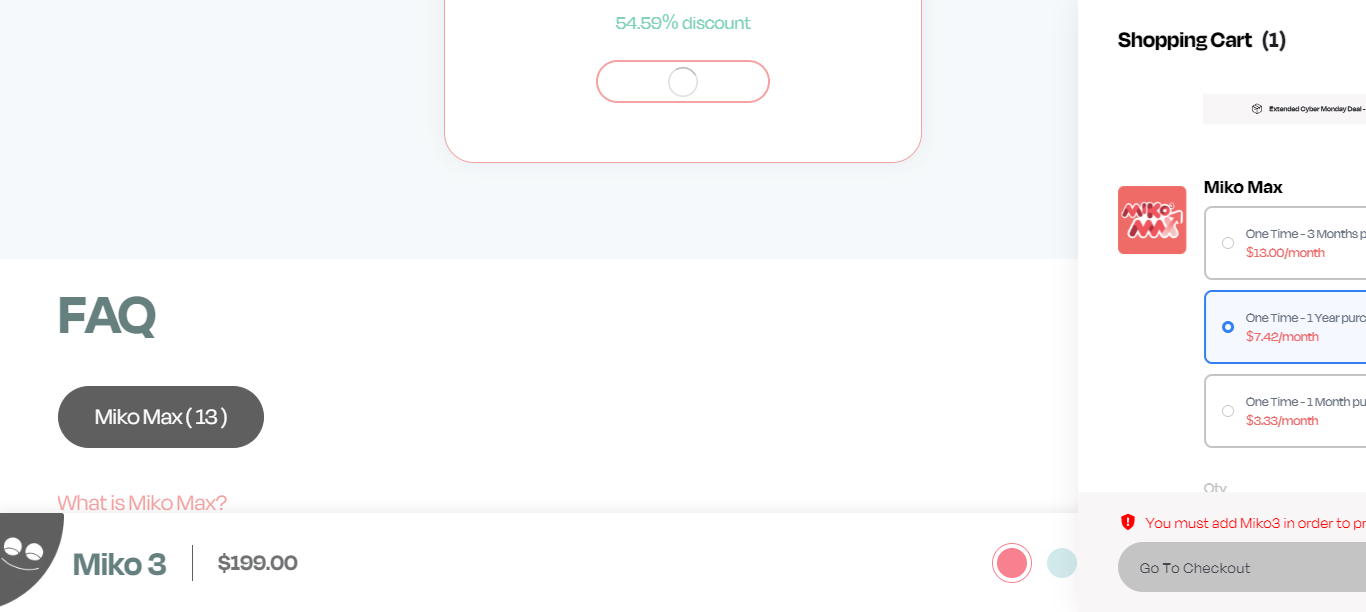 54.59% discount
FAQ
Miko Max ( 13 )
What is Miko Max?
Miko 3
$199.00
Shopping Cart (1)
Extended Cyber Monday Deal -
MIKO MAX
Miko Max
One Time - 3 Months p
$13.00/month
One Time - 1 Year purc
$7.42/month
One Time - 1 Month pu
$3.33/month
Qty
You must add Miko3 in order to pr
Go To Checkout